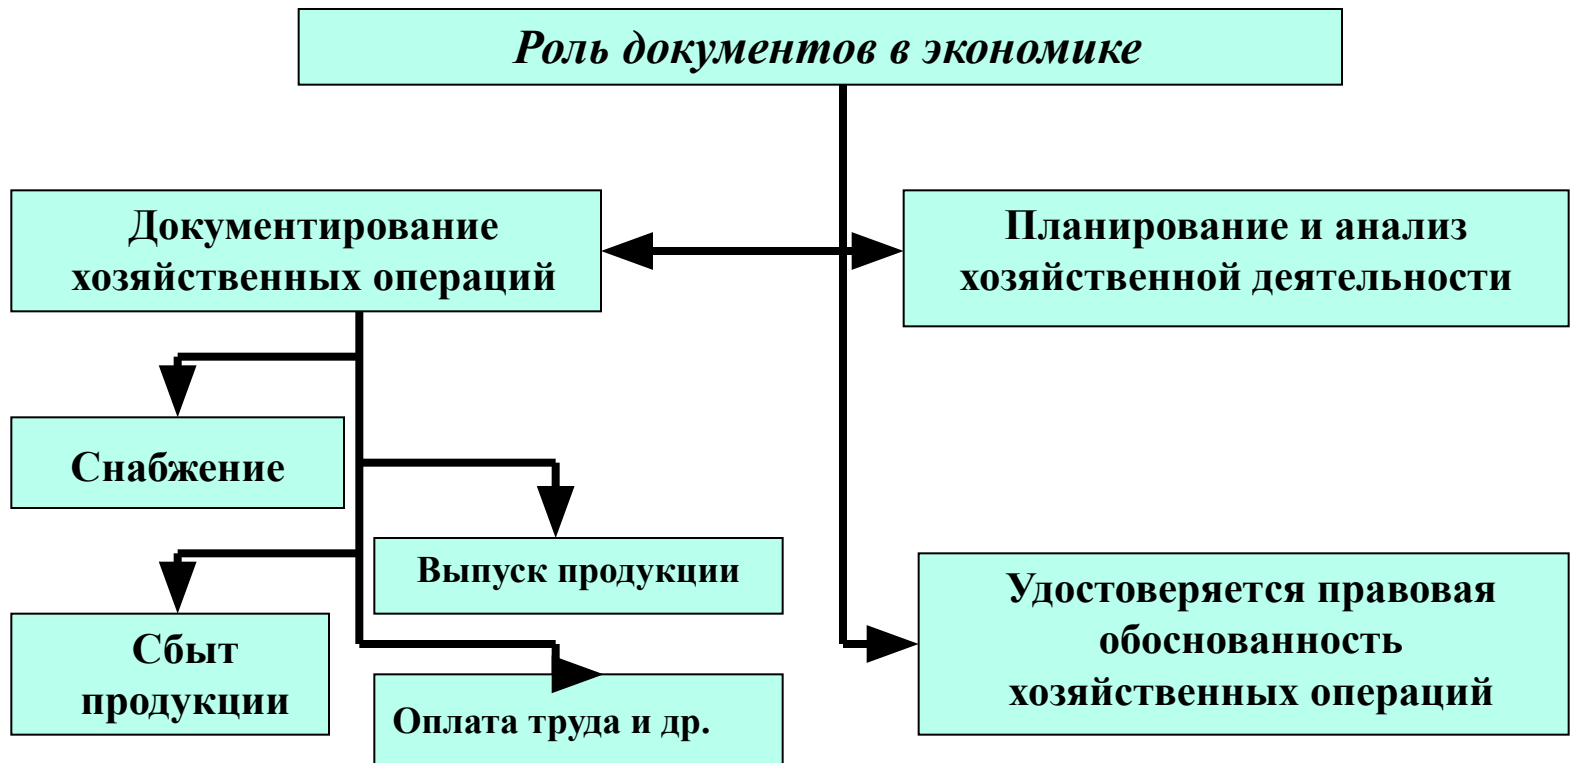 Роль документов в экономике
Документирование
хозяйственных операций
Планирование и анализ
хозяйственной деятельности
Снабжение
Выпуск продукции
Сбыт
продукции
Оплата труда и др.
Удостоверяется правовая
обоснованность
хозяйственных операций